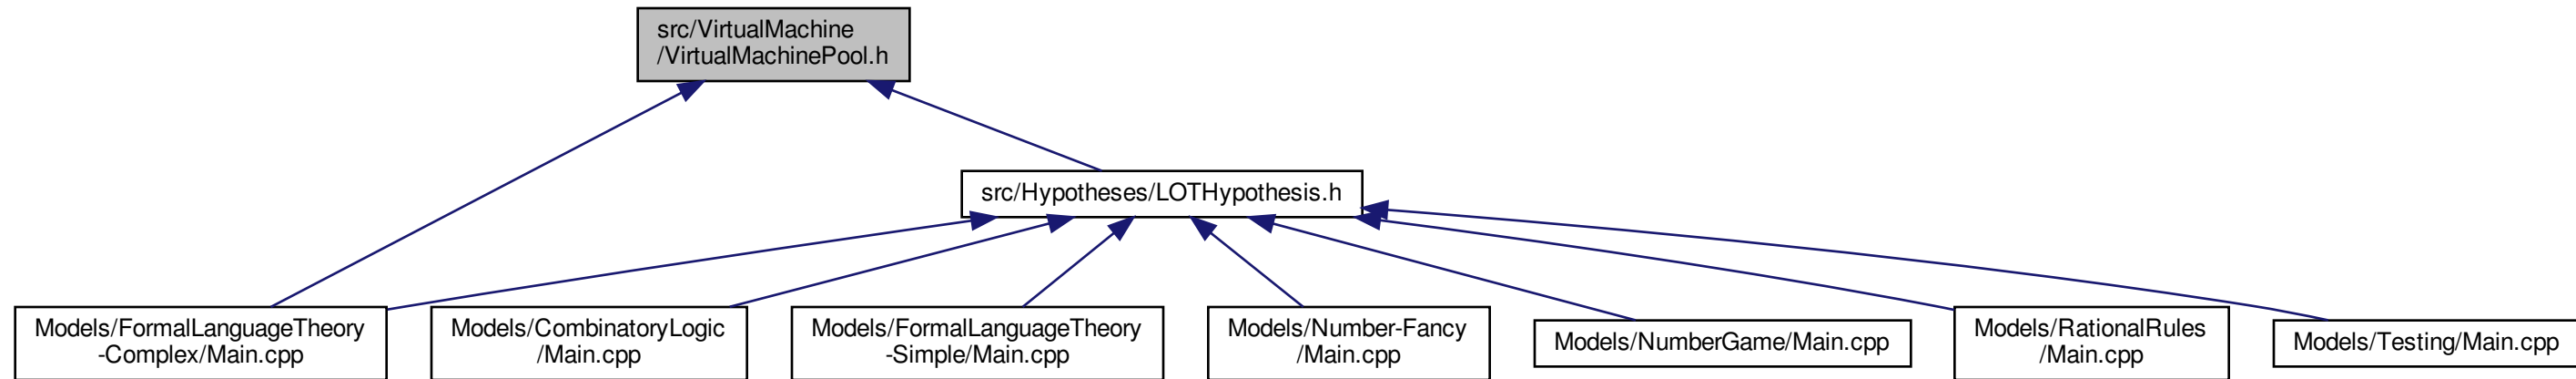 src/VirtualMachine
/VirtualMachinePool.h
src/Hypotheses/LOTHypothesis.h
Models/FormalLanguageTheory
-Complex/Main.cpp
Models/CombinatoryLogic
/Main.cpp
Models/FormalLanguageTheory
-Simple/Main.cpp
Models/Number-Fancy
/Main.cpp
Models/NumberGame/Main.cpp
Models/RationalRules
/Main.cpp
Models/Testing/Main.cpp